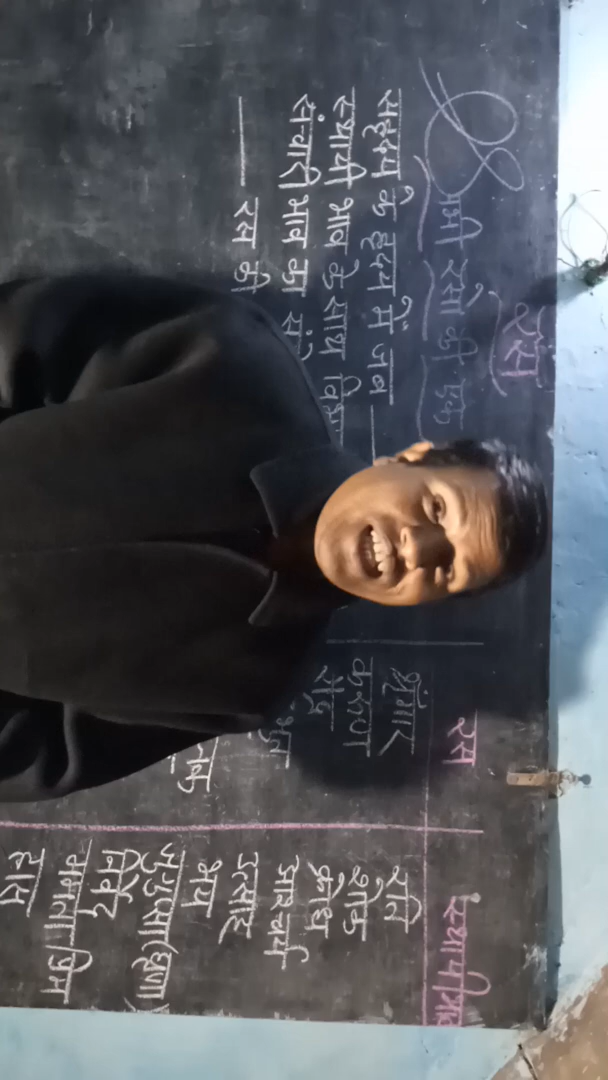 रस
सभी रसो की एक
सहृदय के हृदय में जब
स्थायी भाव के साथ
संचारी भाव का
रस की
रस स्थायी भाव
श्रृंगार रति
करुण शोक
रौद्र क्रोध
आश्चर्य
उत्साह
भय
जुगुप्सा (घृणा)
निर्वेद
ममता/प्रेम
हास